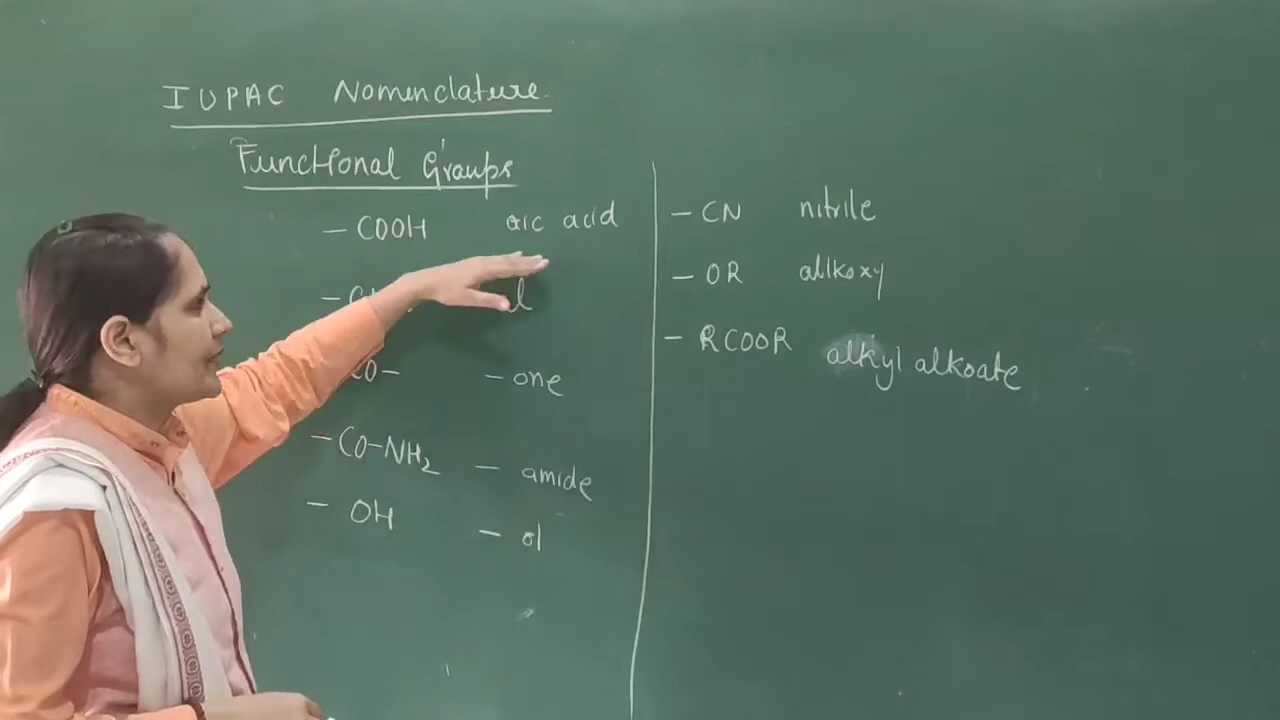 IUPAC Nomenclature
Functional Groups
- COOH oic acid
- one
- CO-NH₂ - amide
- OH - ol
- CN nitrile
- OR alkoxy
- RCOOR alkyl alkoate